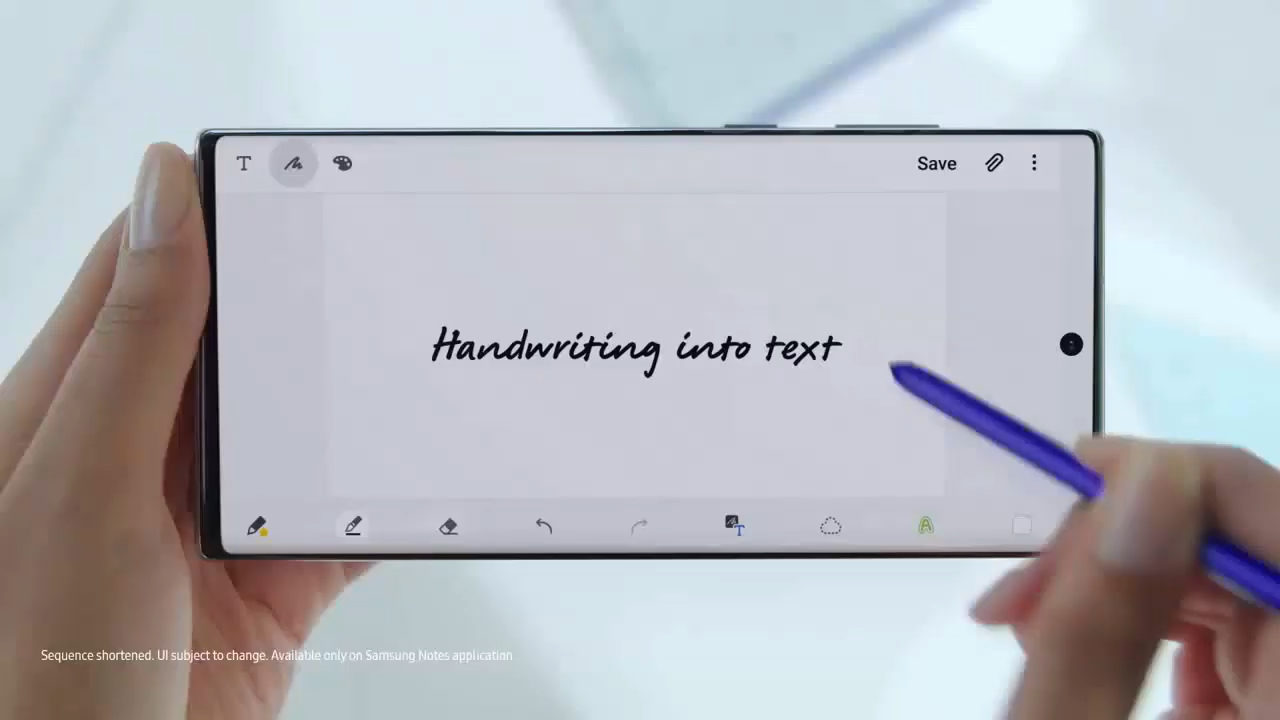 T
Save
Handwriting into text
Sequence shortened. UI subject to change. Available only on Samsung Notes application